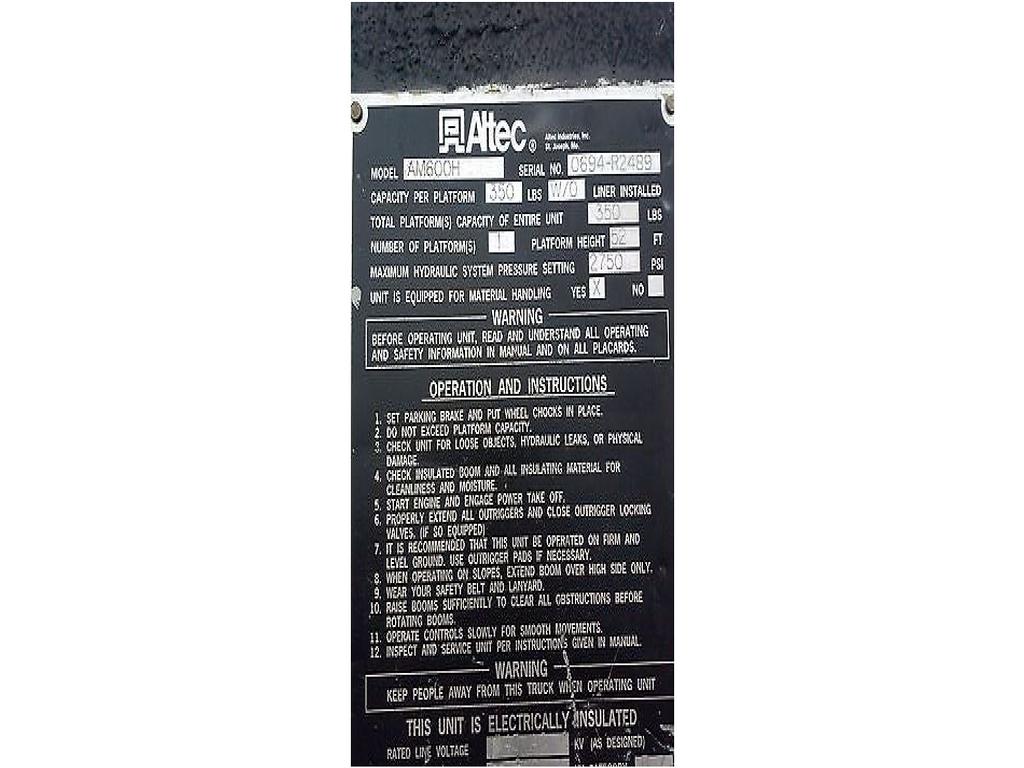 Altec ® Altec Industries, Inc.
St. Joseph, Mo.
MODEL AM600H SERIAL NO. 0694-R2489
CAPACITY PER PLATFORM 350 LBS W/O LINER INSTALLED
TOTAL PLATFORM(S) CAPACITY OF ENTIRE UNIT 350 LBS
NUMBER OF PLATFORM(S) 1 PLATFORM HEIGHT 52 FT
MAXIMUM HYDRAULIC SYSTEM PRESSURE SETTING 2750 PSI
UNIT IS EQUIPPED FOR MATERIAL HANDLING YES X NO
WARNING
BEFORE OPERATING UNIT, READ AND UNDERSTAND ALL OPERATING
AND SAFETY INFORMATION IN MANUAL AND ON ALL PLACARDS.
OPERATION AND INSTRUCTIONS
1. SET PARKING BRAKE AND PUT WHEEL CHOCKS IN PLACE.
2. DO NOT EXCEED PLATFORM CAPACITY.
3. CHECK UNIT FOR LOOSE OBJECTS, HYDRAULIC LEAKS, OR PHYSICAL
DAMAGE.
4. CHECK INSULATED BOOM AND ALL INSULATING MATERIAL FOR
CLEANLINESS AND MOISTURE.
5. START ENGINE AND ENGAGE POWER TAKE OFF.
6. PROPERLY EXTEND ALL OUTRIGGERS AND CLOSE OUTRIGGER LOCKING
VALVES. (IF SO EQUIPPED)
7. IT IS RECOMMENDED THAT THIS UNIT BE OPERATED ON FIRM AND
LEVEL GROUND. USE OUTRIGGER PADS IF NECESSARY.
8. WHEN OPERATING ON SLOPES, EXTEND BOOM OVER HIGH SIDE ONLY.
9. WEAR YOUR SAFETY BELT AND LANYARD.
10. RAISE BOOMS SUFFICIENTLY TO CLEAR ALL OBSTRUCTIONS BEFORE
ROTATING BOOMS.
11. OPERATE CONTROLS SLOWLY FOR SMOOTH MOVEMENTS.
12. INSPECT AND SERVICE UNIT PER INSTRUCTIONS GIVEN IN MANUAL.
WARNING
KEEP PEOPLE AWAY FROM THIS TRUCK WHEN OPERATING UNIT
THIS UNIT IS ELECTRICALLY INSULATED
RATED LINE VOLTAGE KV (AS DESIGNED)